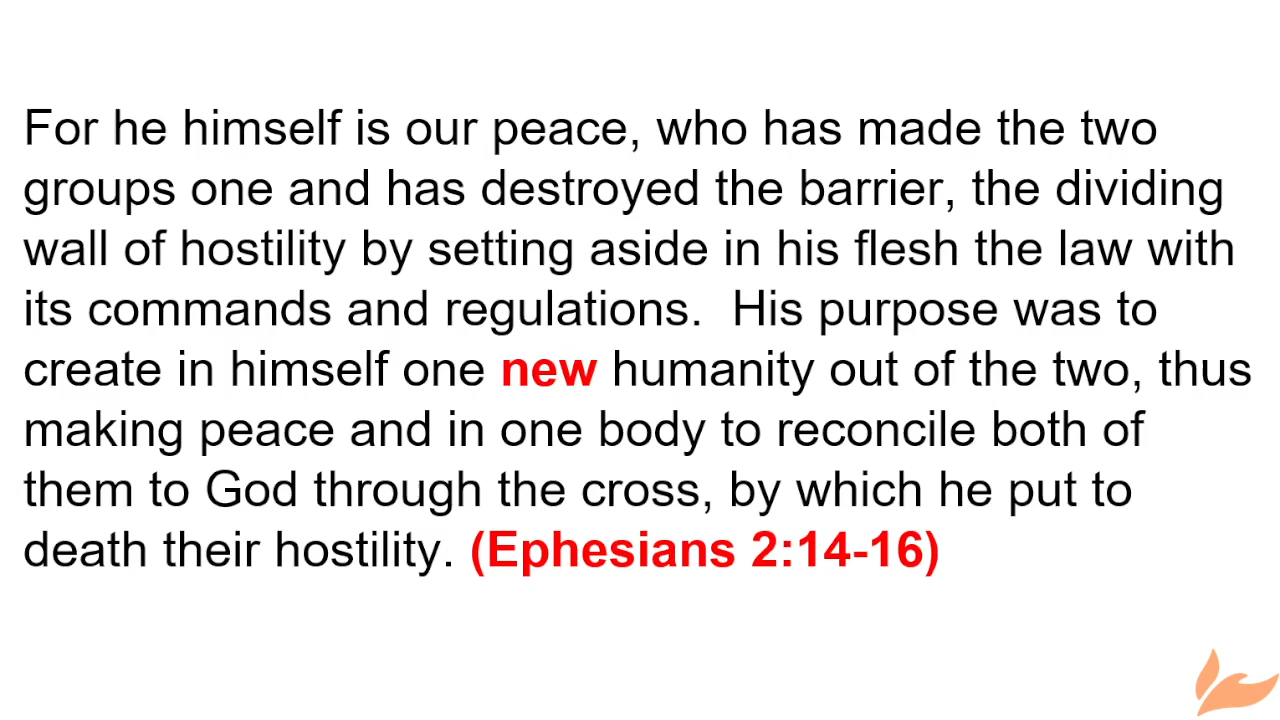 For he himself is our peace, who has made the two
groups one and has destroyed the barrier, the dividing
wall of hostility by setting aside in his flesh the law with
its commands and regulations.  His purpose was to
create in himself one new humanity out of the two, thus
making peace and in one body to reconcile both of
them to God through the cross, by which he put to
death their hostility. (Ephesians 2:14-16)